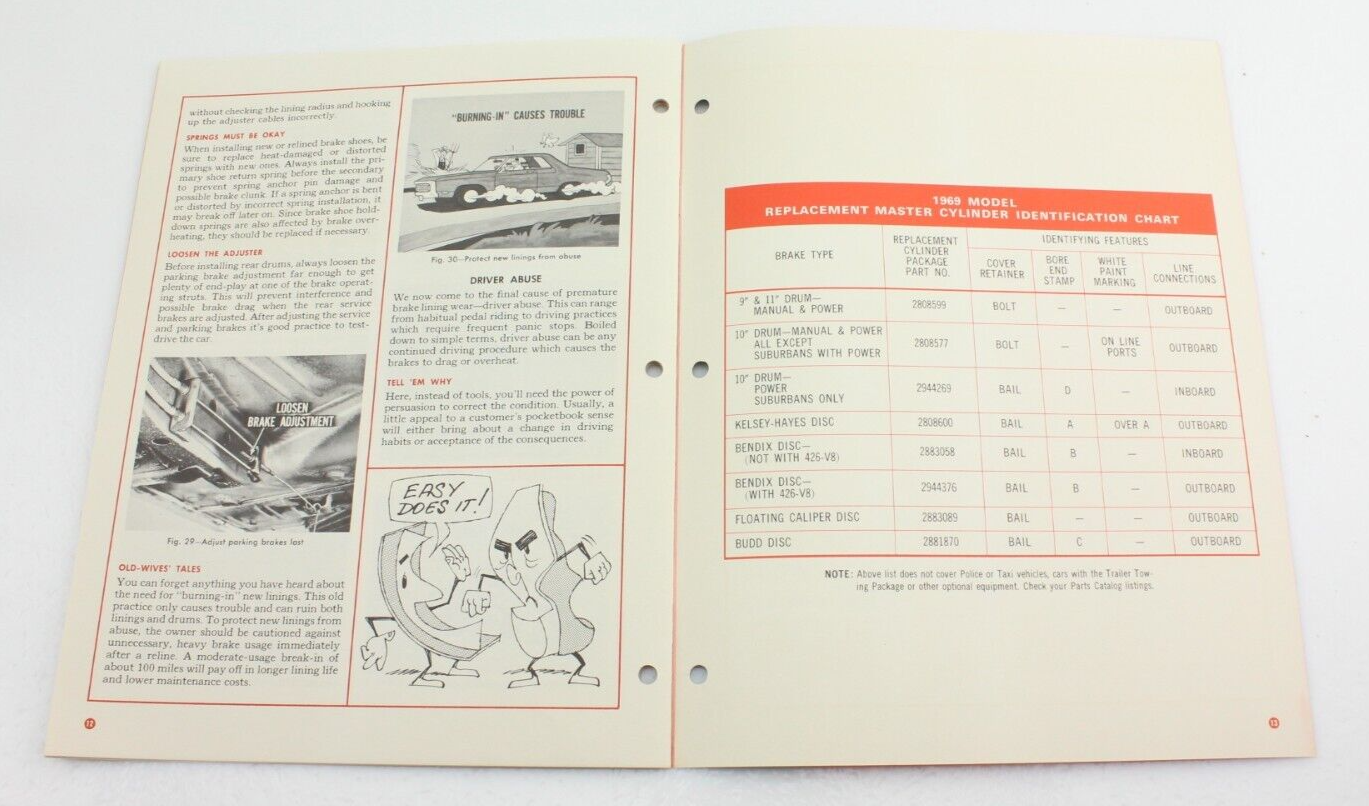 without checking the lining radius and hooking
up the adjuster cables incorrectly.
SPRINGS MUST BE OKAY
When installing new or relined brake shoes, be
sure to replace heat-damaged or distorted
springs with new ones. Always install the pri-
mary shoe return spring before the secondary
to prevent spring anchor pin damage and
possible brake clunk. If a spring anchor is bent
or distorted by incorrect spring installation, it
may break off later on. Since brake shoe hold-
down springs are also affected by brake over-
heating, they should be replaced if necessary.
LOOSEN THE ADJUSTER
Before installing rear drums, always loosen the
parking brake adjustment far enough to get
plenty of end-play at one of the brake operat-
ing struts. This will prevent interference and
possible brake drag when the rear service
brakes are adjusted. After adjusting the service
and parking brakes it's good practice to test-
drive the car.
LOOSEN
BRAKE ADJUSTMENT
Fig. 29—Adjust parking brakes last
OLD-WIVES' TALES
You can forget anything you have heard about
the need for "burning-in" new linings. This old
practice only causes trouble and can ruin both
linings and drums. To protect new linings from
abuse, the owner should be cautioned against
unnecessary, heavy brake usage immediately
after a reline. A moderate-usage break-in of
about 100 miles will pay off in longer lining life
and lower maintenance costs.
"BURNING-IN" CAUSES TROUBLE
Fig. 30—Protect new linings from abuse
DRIVER ABUSE
We now come to the final cause of premature
brake lining wear—driver abuse. This can range
from habitual pedal riding to driving practices
which require frequent panic stops. Boiled
down to simple terms, driver abuse can be any
continued driving procedure which causes the
brakes to drag or overheat.
TELL 'EM WHY
Here, instead of tools, you'll need the power of
persuasion to correct the condition. Usually, a
little appeal to a customer's pocketbook sense
will either bring about a change in driving
habits or acceptance of the consequences.
EASY
DOES IT!
12
1969 MODEL
REPLACEMENT MASTER CYLINDER IDENTIFICATION CHART
BRAKE TYPE
REPLACEMENT
CYLINDER
PACKAGE
PART NO.
IDENTIFYING FEATURES
COVER
RETAINER
BORE
END
STAMP
WHITE
PAINT
MARKING
LINE
CONNECTIONS
9" & 11" DRUM—
MANUAL & POWER
2808599
BOLT
—
—
OUTBOARD
10" DRUM—MANUAL & POWER
ALL EXCEPT
SUBURBANS WITH POWER
2808577
BOLT
—
ON LINE
PORTS
OUTBOARD
10" DRUM—
POWER
SUBURBANS ONLY
2944269
BAIL
D
—
INBOARD
KELSEY-HAYES DISC
2808600
BAIL
A
OVER A
OUTBOARD
BENDIX DISC—
(NOT WITH 426-V8)
2883058
BAIL
B
—
INBOARD
BENDIX DISC—
(WITH 426-V8)
2944376
BAIL
B
—
OUTBOARD
FLOATING CALIPER DISC
2883089
BAIL
—
—
OUTBOARD
BUDD DISC
2881870
BAIL
C
—
OUTBOARD
NOTE: Above list does not cover Police or Taxi vehicles, cars with the Trailer Tow-
ing Package or other optional equipment. Check your Parts Catalog listings.
13